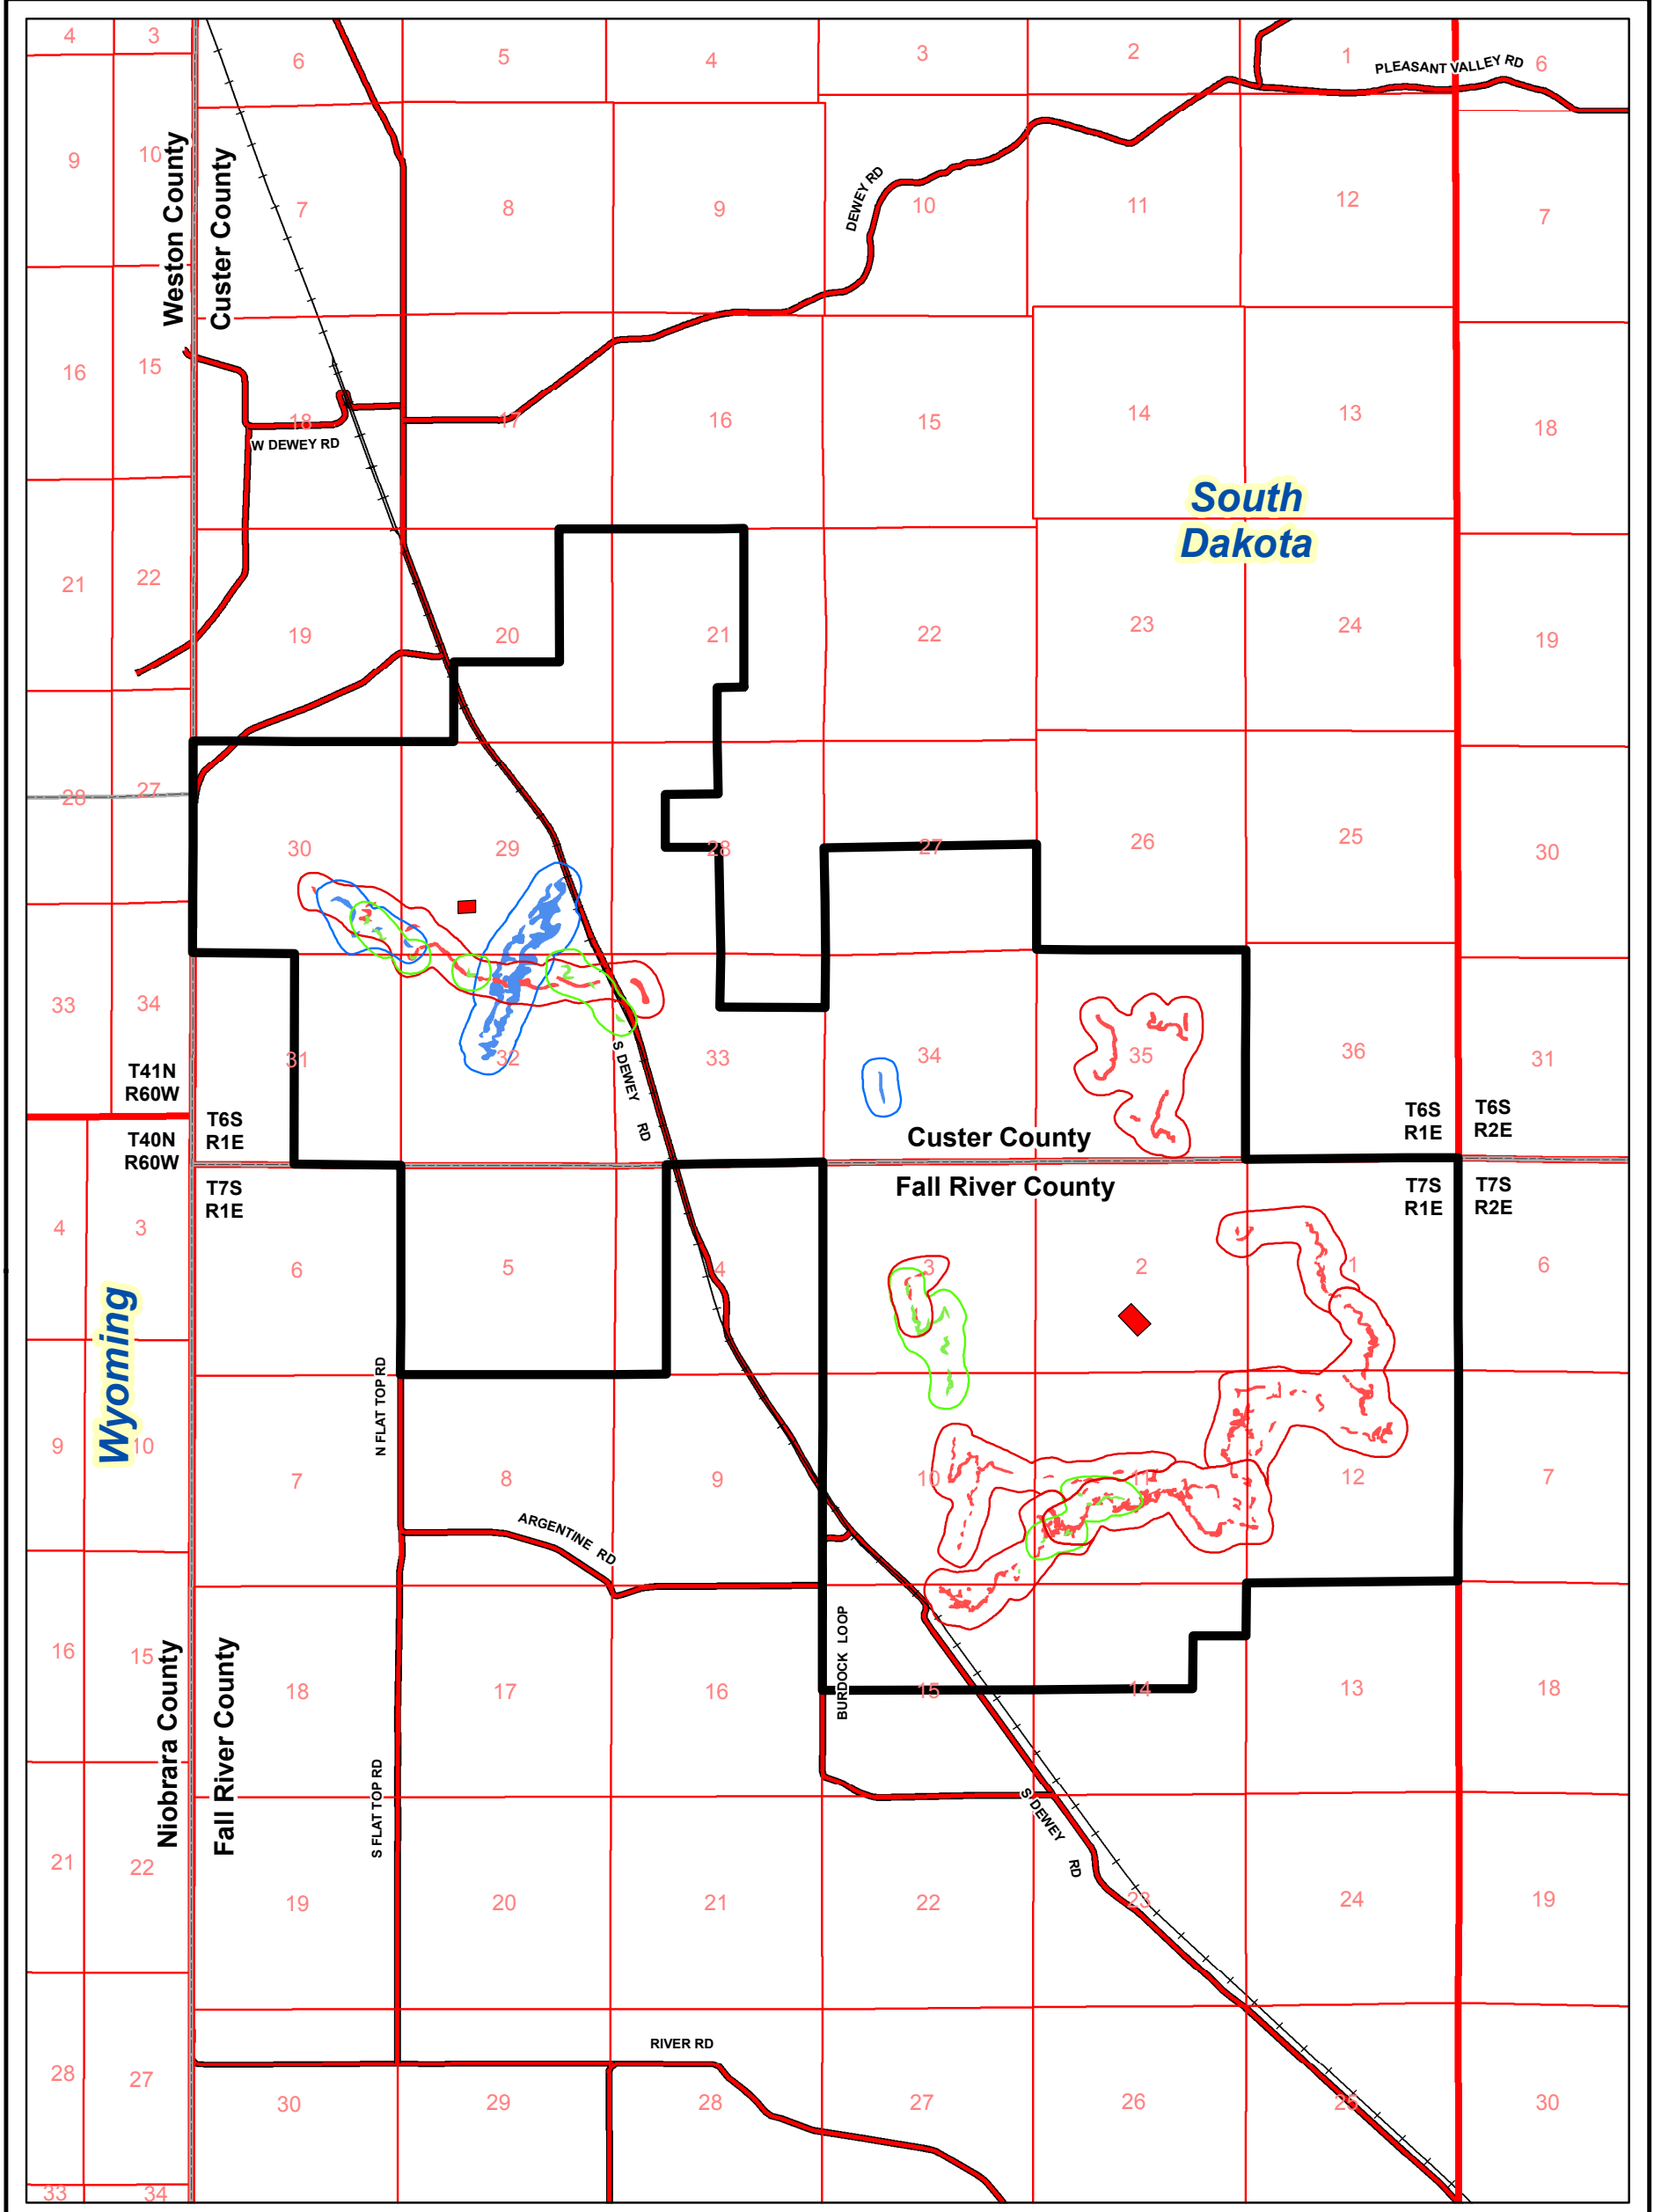 4 3 6 5 4 3 2 1 6
PLEASANT VALLEY RD
9 10 7 8 9 10 11 12 7
Weston County
Custer County
DEWEY RD
16 15 18 17 16 15 14 13 18
W DEWEY RD
South
Dakota
21 22 19 20 21 22 23 24 19
28 27 30 29 28 27 26 25 30
33 34 31 32 33 34 35 36 31
S DEWEY RD
T41N
R60W
T6S
R1E
T6S
R1E
T6S
R2E
Custer County
T40N
R60W
T7S
R1E
Fall River County
T7S
R1E
T7S
R2E
4 3 6 5 4 3 2 1 6
Wyoming
N FLAT TOP RD
9 10 7 8 9 10 11 12 7
ARGENTINE RD
16 15 18 17 16 15 14 13 18
BURDOCK LOOP
Niobrara County
Fall River County
S FLAT TOP RD
S DEWEY RD
21 22 19 20 21 22 23 24 19
RIVER RD
28 27 30 29 28 27 26 25 30
33 34